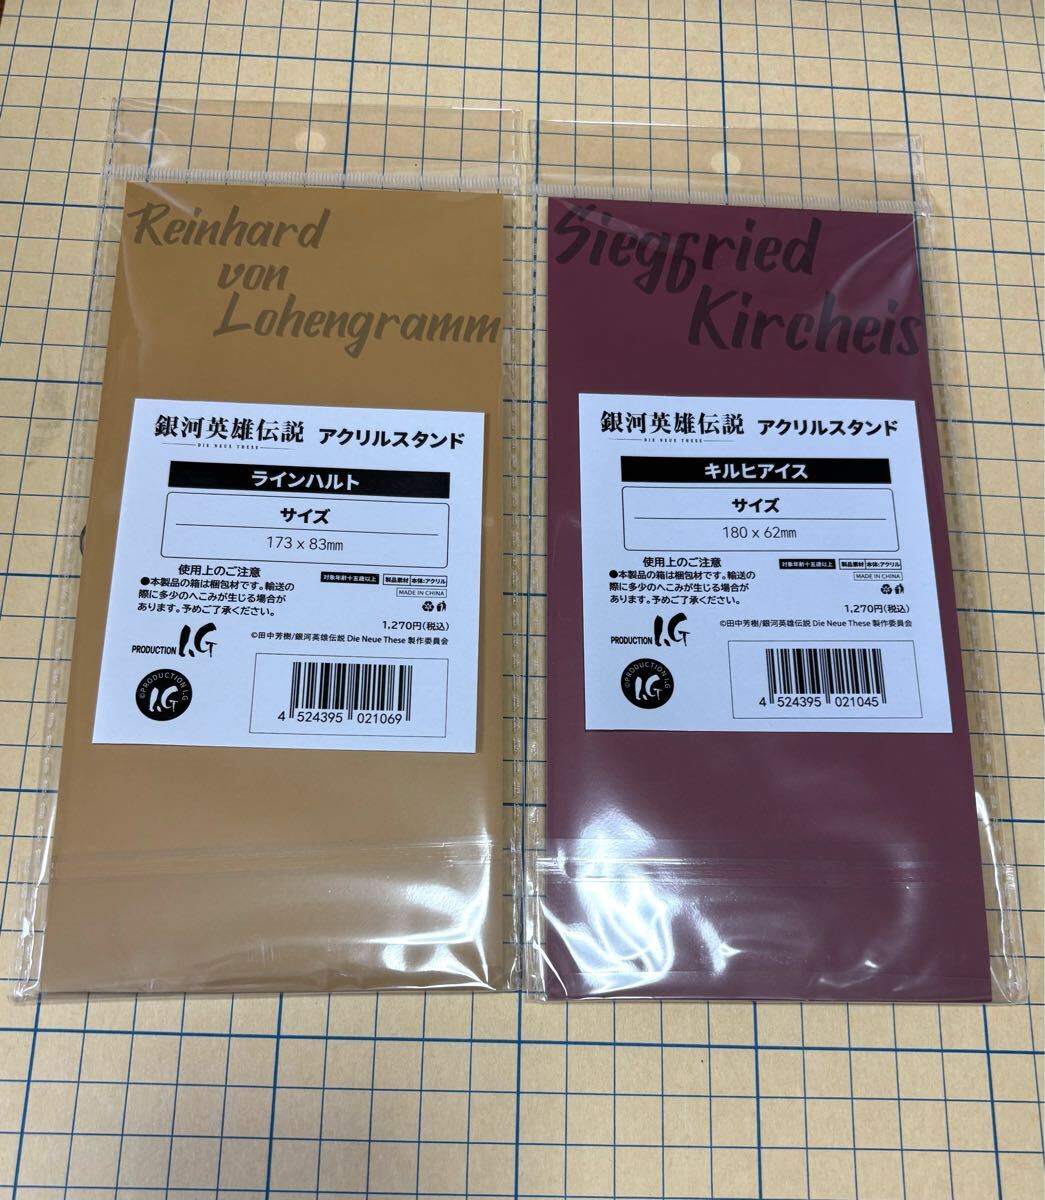 Reinhard
von
Lohengramm
銀河英雄伝説 アクリルスタンド
DIE NEUE THESE
ラインハルト
サイズ
173 x 83㎜
使用上のご注意
●本製品の箱は梱包材です。輸送の
際に多少のへこみが生じる場合が
あります。予めご了承ください。
対象年齢十五歳以上 製品素材 本体:アクリル
MADE IN CHINA
1,270円(税込)
©田中芳樹/銀河英雄伝説 Die Neue These 製作委員会
PRODUCTION I.G
©PRODUCTION I.G
I.G
4 524395 021069
Siegfried
Kircheis
銀河英雄伝説 アクリルスタンド
DIE NEUE THESE
キルヒアイス
サイズ
180 x 62㎜
使用上のご注意
●本製品の箱は梱包材です。輸送の
際に多少のへこみが生じる場合が
あります。予めご了承ください。
対象年齢十五歳以上 製品素材 本体:アクリル
MADE IN CHINA
1,270円(税込)
©田中芳樹/銀河英雄伝説 Die Neue These 製作委員会
PRODUCTION I.G
©PRODUCTION I.G
I.G
4 524395 021045